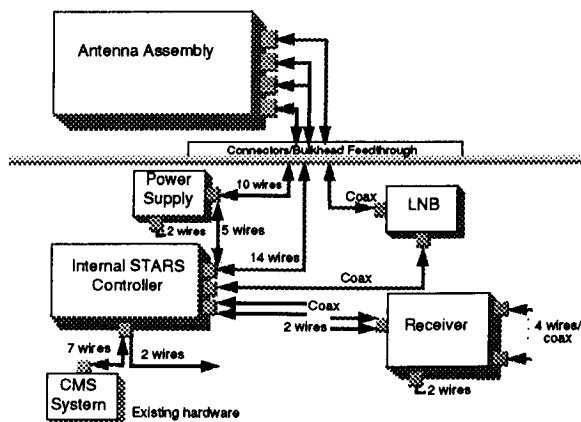 Antenna Assembly
Connectors/Bulkhead Feedthrough
Power
Supply
10 wires
Coax
LNB
2 wires
5 wires
14 wires
Internal STARS
Controller
Coax
Coax
2 wires
Receiver
4 wires/
coax
7 wires
2 wires
CMS
System
Existing hardware
2 wires